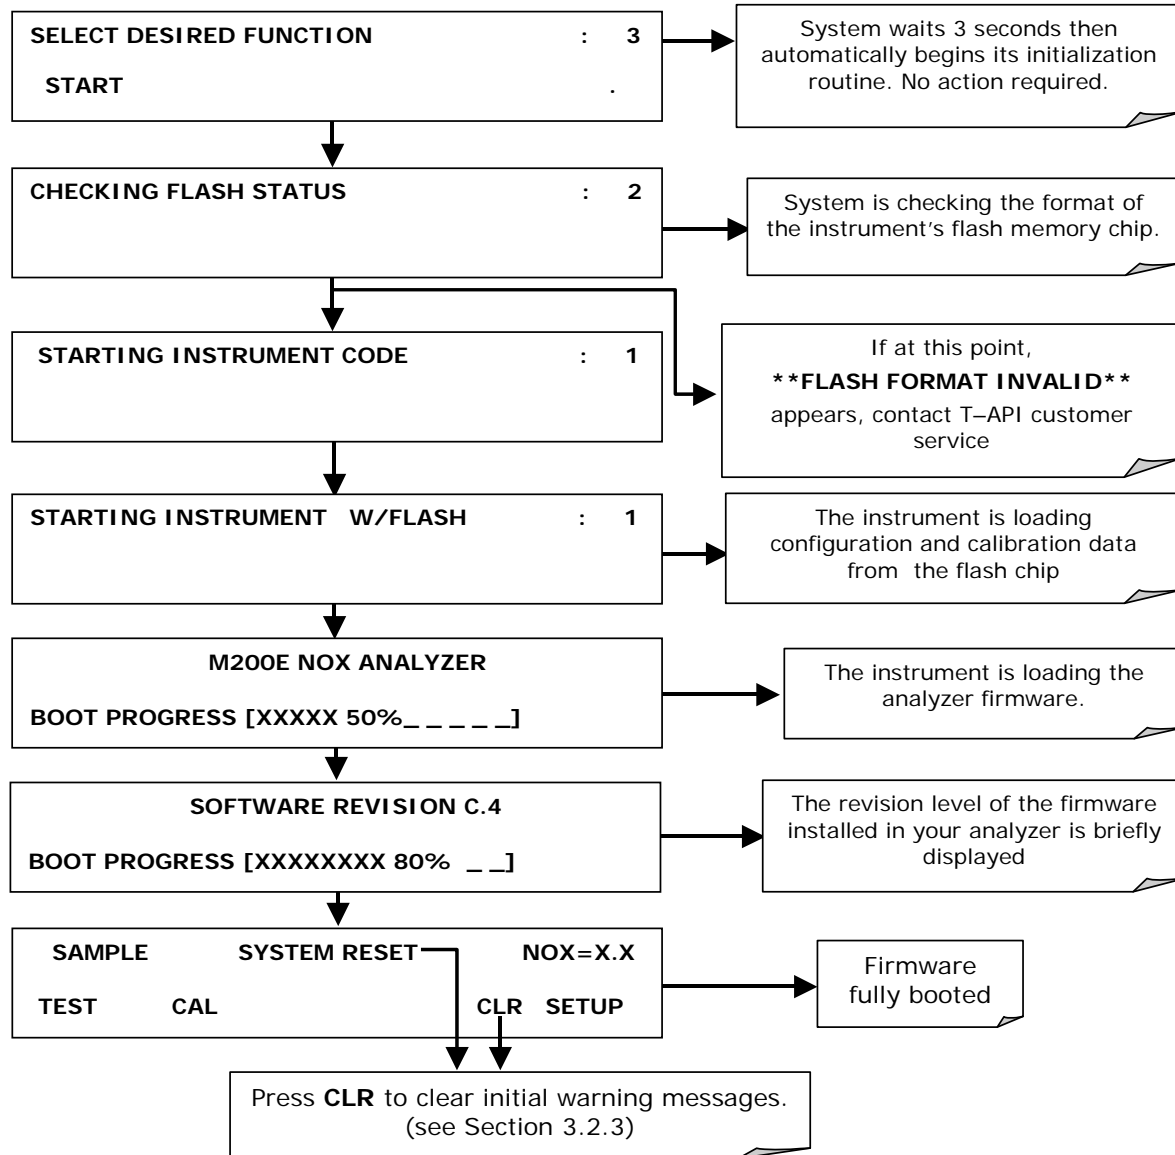 SELECT DESIRED FUNCTION : 3
START .
System waits 3 seconds then
automatically begins its initialization
routine. No action required.
CHECKING FLASH STATUS : 2
System is checking the format of
the instrument's flash memory chip.
STARTING INSTRUMENT CODE : 1
If at this point,
**FLASH FORMAT INVALID**
appears, contact T–API customer
service
STARTING INSTRUMENT W/FLASH : 1
The instrument is loading
configuration and calibration data
from the flash chip
M200E NOX ANALYZER
BOOT PROGRESS [XXXXX 50%_ _ _ _ _]
The instrument is loading the
analyzer firmware.
SOFTWARE REVISION C.4
BOOT PROGRESS [XXXXXXXX 80% _ _]
The revision level of the firmware
installed in your analyzer is briefly
displayed
SAMPLE SYSTEM RESET NOX=X.X
TEST CAL CLR SETUP
Firmware
fully booted
Press CLR to clear initial warning messages.
(see Section 3.2.3)